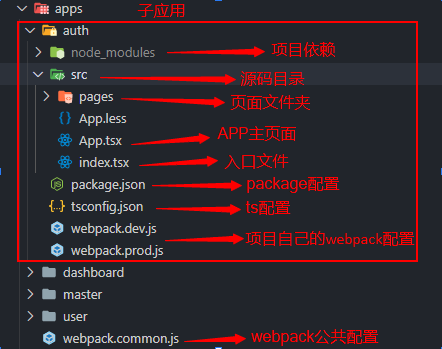 apps 子应用
auth
node_modules 项目依赖
src 源码目录
pages 页面文件夹
App.less
App.tsx APP主页面
index.tsx 入口文件
package.json package配置
tsconfig.json ts配置
webpack.dev.js
项目自己的webpack配置
webpack.prod.js
dashboard
master
user
webpack.common.js webpack公共配置